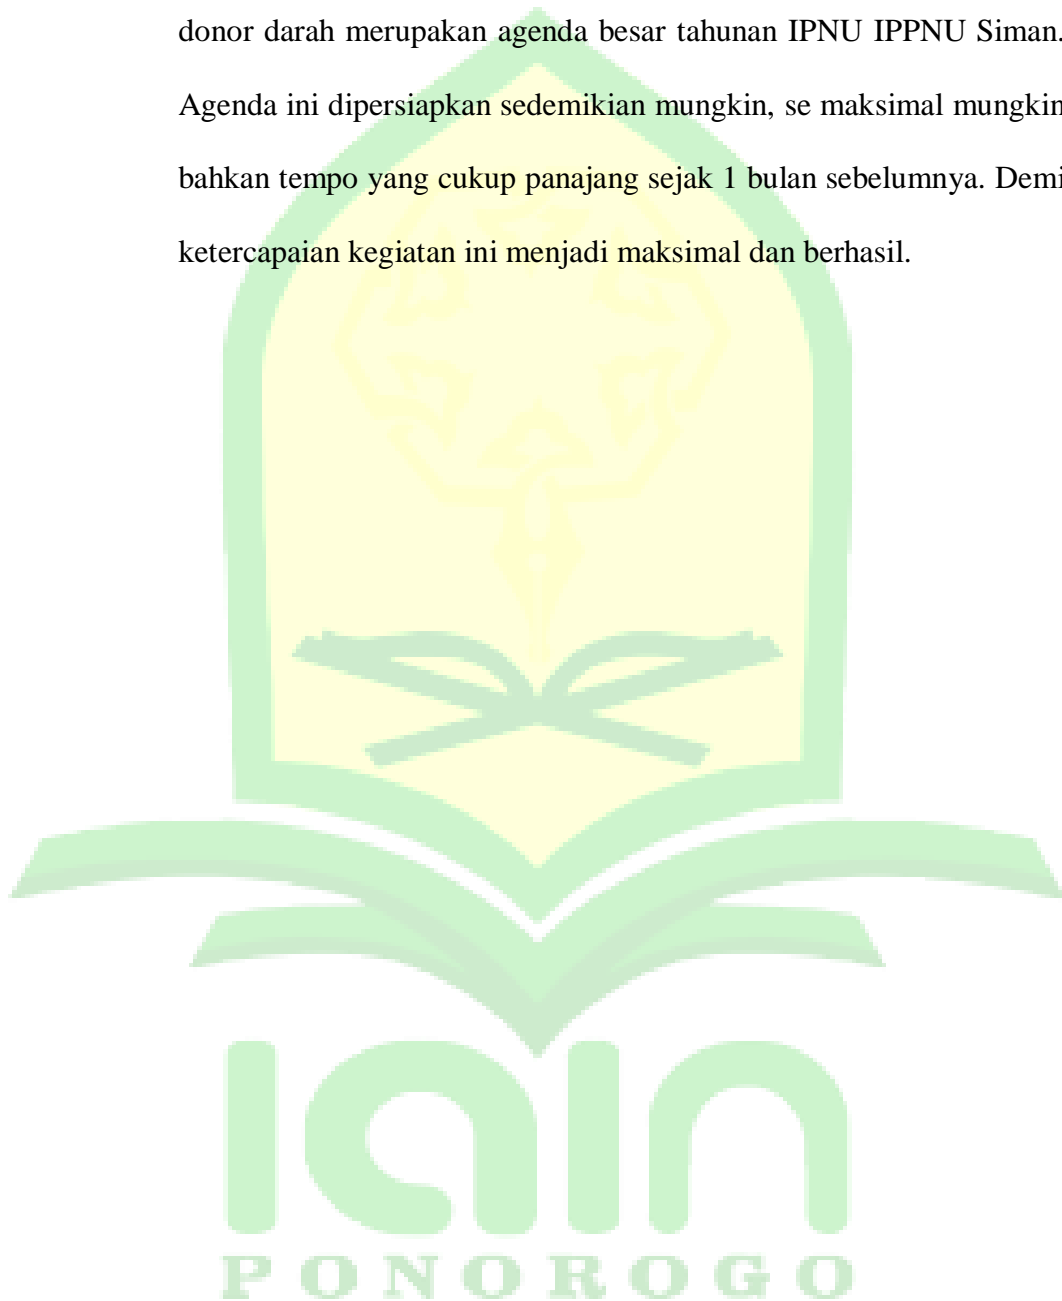 donor darah merupakan agenda besar tahunan IPNU IPPNU Siman.
Agenda ini dipersiapkan sedemikian mungkin, se maksimal mungkin
bahkan tempo yang cukup panajang sejak 1 bulan sebelumnya. Demi
ketercapaian kegiatan ini menjadi maksimal dan berhasil.
iain
PONOROGO